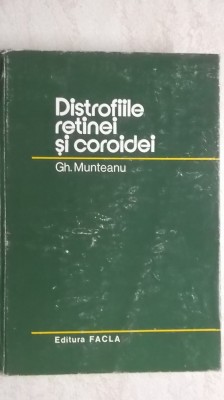 Distrofiile
retinei
și coroidei
Gh. Munteanu
Editura FACLA